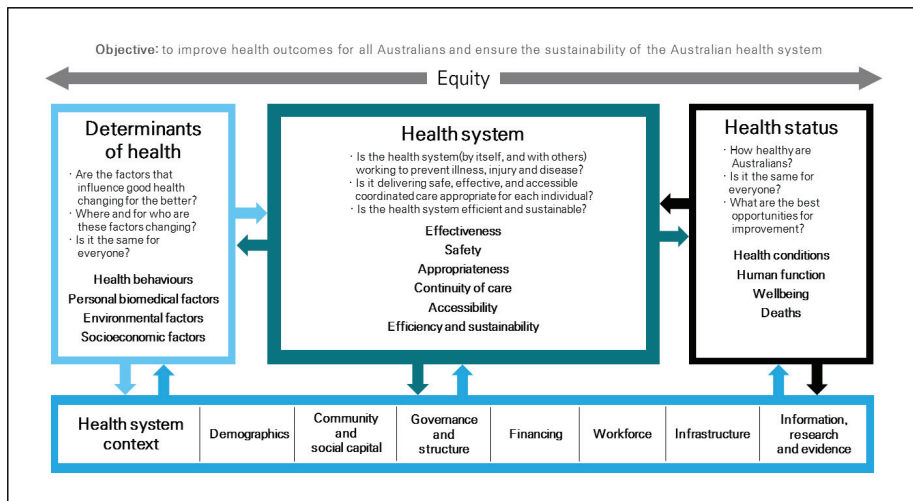 Objective: to improve health outcomes for all Australians and ensure the sustainability of the Australian health system
Equity
Determinants
of health
· Are the factors that
influence good health
changing for the better?
· Where and for who are
these factors changing?
· Is it the same for
everyone?
Health behaviours
Personal biomedical factors
Environmental factors
Socioeconomic factors
Health system
· Is the health system(by itself, and with others)
working to prevent illness, injury and disease?
· Is it delivering safe, effective, and accessible
coordinated care appropriate for each individual?
· Is the health system efficient and sustainable?
Effectiveness
Safety
Appropriateness
Continuity of care
Accessibility
Efficiency and sustainability
Health status
· How healthy are
Australians?
· Is it the same for
everyone?
· What are the best
opportunities for
improvement?
Health conditions
Human function
Wellbeing
Deaths
Health system
context
Demographics
Community
and
social capital
Governance
and
structure
Financing
Workforce
Infrastructure
Information,
research
and evidence